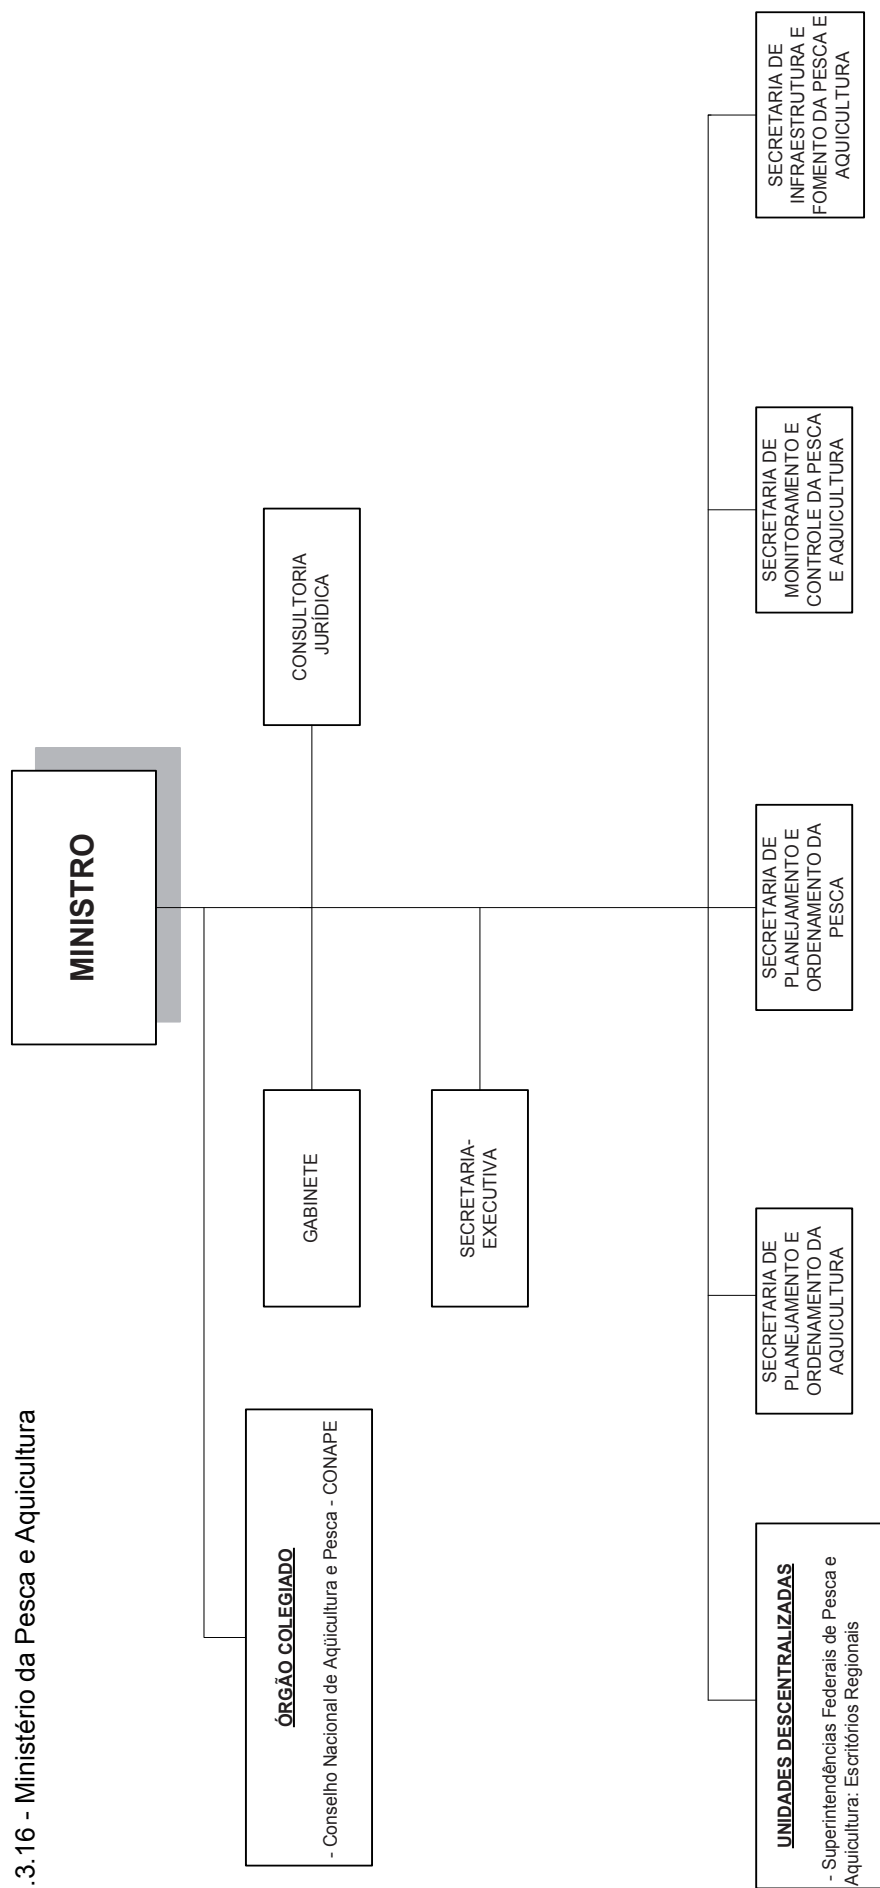 .3.16 - Ministério da Pesca e Aquicultura
MINISTRO
ÓRGÃO COLEGIADO
- Conselho Nacional de Aqüicultura e Pesca - CONAPE
GABINETE
CONSULTORIA
JURÍDICA
SECRETARIA-
EXECUTIVA
UNIDADES DESCENTRALIZADAS
- Superintendências Federais de Pesca e
Aquicultura: Escritórios Regionais
SECRETARIA DE
PLANEJAMENTO E
ORDENAMENTO DA
AQUICULTURA
SECRETARIA DE
PLANEJAMENTO E
ORDENAMENTO DA
PESCA
SECRETARIA DE
MONITORAMENTO E
CONTROLE DA PESCA
E AQUICULTURA
SECRETARIA DE
INFRAESTRUTURA E
FOMENTO DA PESCA E
AQUICULTURA